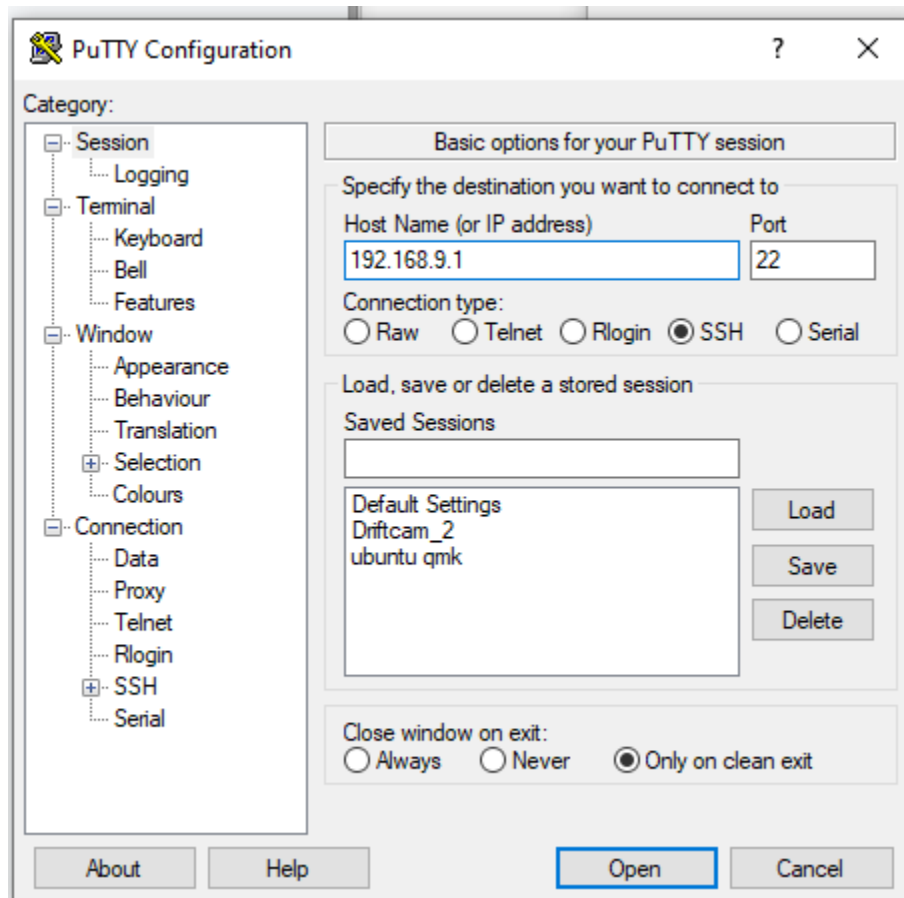 PuTTY Configuration
?
Category:
Session
Logging
Terminal
Keyboard
Bell
Features
Window
Appearance
Behaviour
Translation
Selection
Colours
Connection
Data
Proxy
Telnet
Rlogin
SSH
Serial
Basic options for your PuTTY session
Specify the destination you want to connect to
Host Name (or IP address) Port
192.168.9.1 22
Connection type:
Raw Telnet Rlogin SSH Serial
Load, save or delete a stored session
Saved Sessions
Default Settings
Driftcam_2
ubuntu qmk
Load
Save
Delete
Close window on exit:
Always Never Only on clean exit
About Help Open Cancel